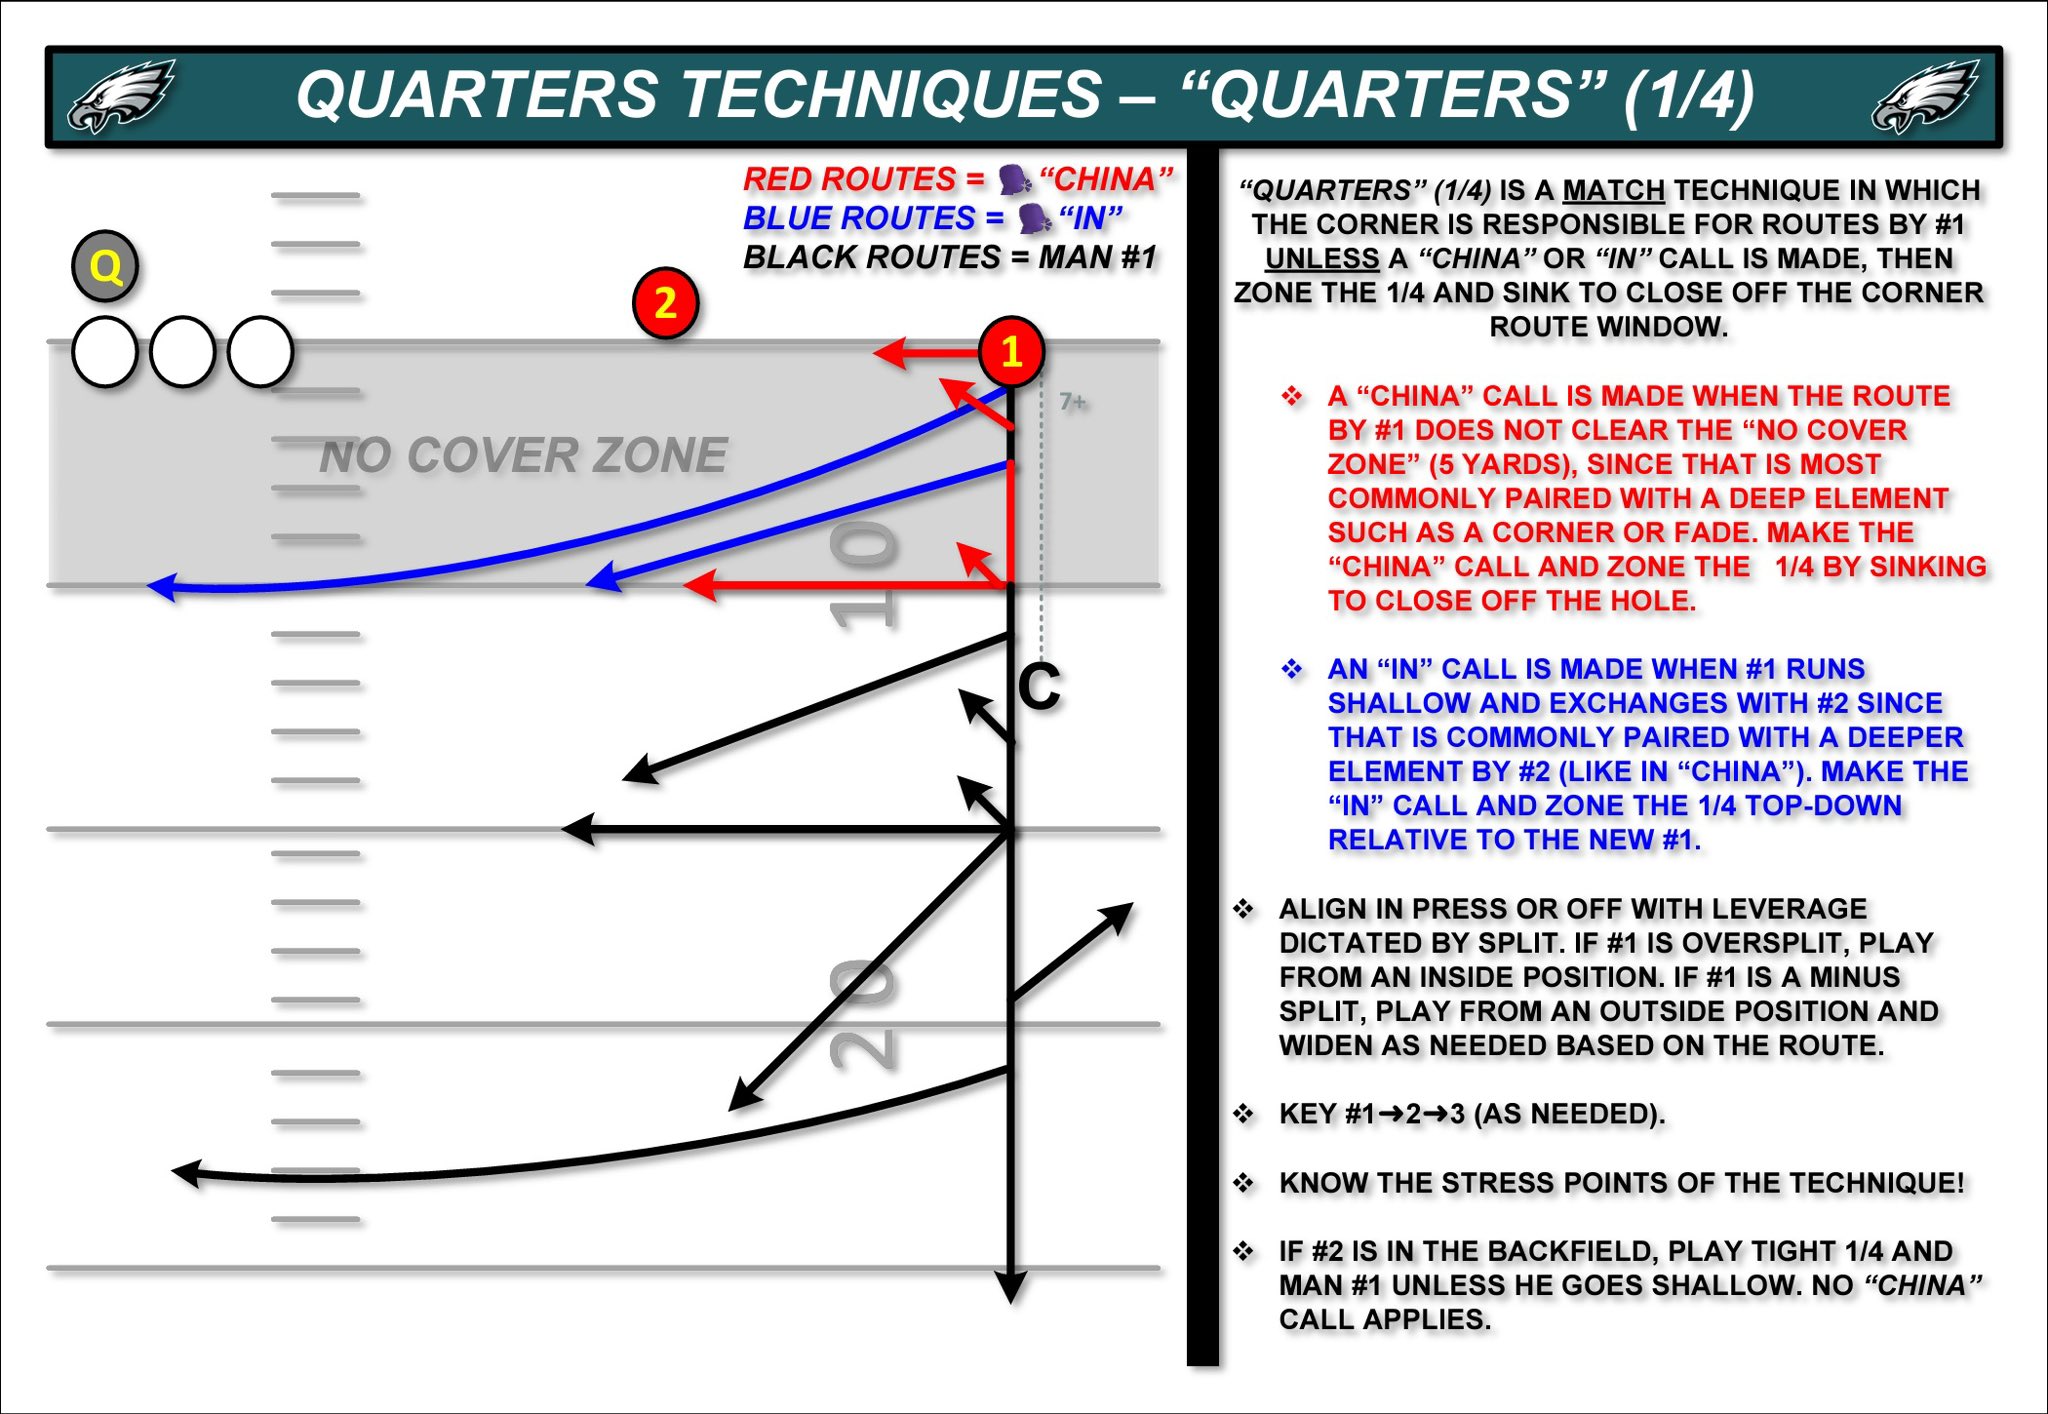 QUARTERS TECHNIQUES – “QUARTERS” (1/4)
RED ROUTES = “CHINA”
BLUE ROUTES = “IN”
BLACK ROUTES = MAN #1
Q
2
1
7+
NO COVER ZONE
10
C
20
“QUARTERS” (1/4) IS A MATCH TECHNIQUE IN WHICH
THE CORNER IS RESPONSIBLE FOR ROUTES BY #1
UNLESS A “CHINA” OR “IN” CALL IS MADE, THEN
ZONE THE 1/4 AND SINK TO CLOSE OFF THE CORNER
ROUTE WINDOW.
❖ A “CHINA” CALL IS MADE WHEN THE ROUTE
BY #1 DOES NOT CLEAR THE “NO COVER
ZONE” (5 YARDS), SINCE THAT IS MOST
COMMONLY PAIRED WITH A DEEP ELEMENT
SUCH AS A CORNER OR FADE. MAKE THE
“CHINA” CALL AND ZONE THE 1/4 BY SINKING
TO CLOSE OFF THE HOLE.
❖ AN “IN” CALL IS MADE WHEN #1 RUNS
SHALLOW AND EXCHANGES WITH #2 SINCE
THAT IS COMMONLY PAIRED WITH A DEEPER
ELEMENT BY #2 (LIKE IN “CHINA”). MAKE THE
“IN” CALL AND ZONE THE 1/4 TOP-DOWN
RELATIVE TO THE NEW #1.
❖ ALIGN IN PRESS OR OFF WITH LEVERAGE
DICTATED BY SPLIT. IF #1 IS OVERSPLIT, PLAY
FROM AN INSIDE POSITION. IF #1 IS A MINUS
SPLIT, PLAY FROM AN OUTSIDE POSITION AND
WIDEN AS NEEDED BASED ON THE ROUTE.
❖ KEY #1➔2➔3 (AS NEEDED).
❖ KNOW THE STRESS POINTS OF THE TECHNIQUE!
❖ IF #2 IS IN THE BACKFIELD, PLAY TIGHT 1/4 AND
MAN #1 UNLESS HE GOES SHALLOW. NO “CHINA”
CALL APPLIES.